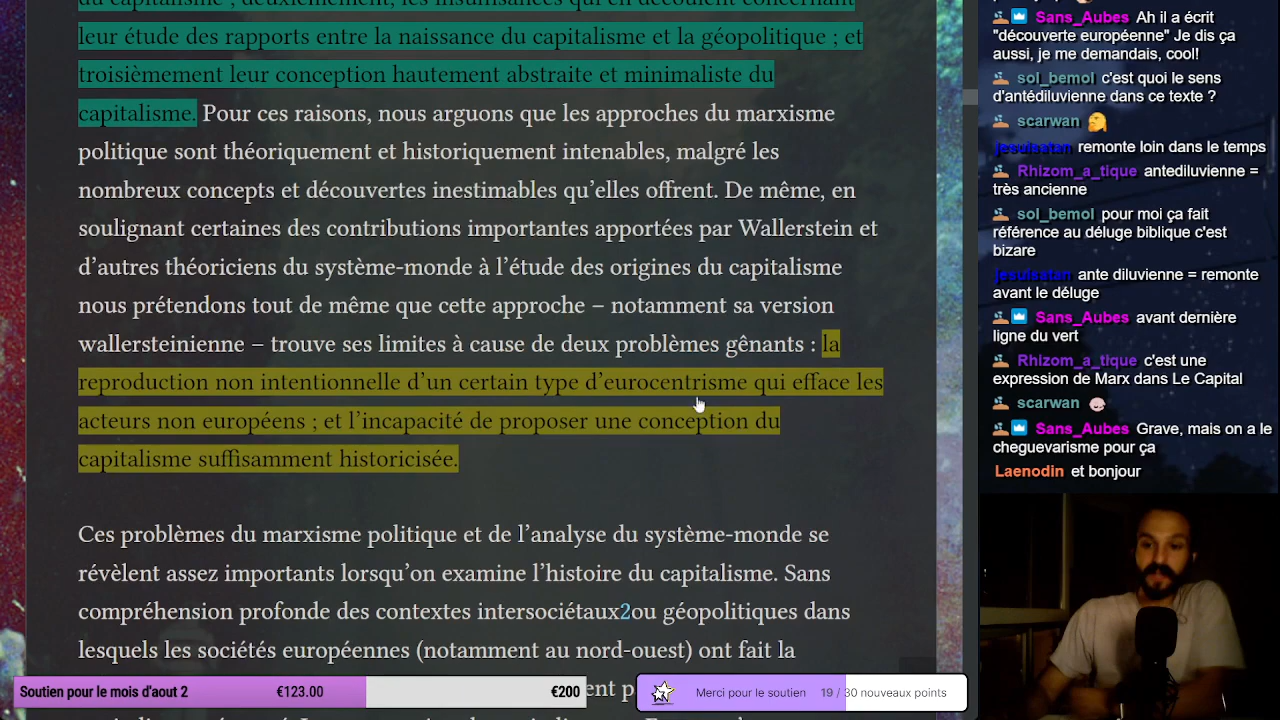 du capitalisme ; deuxièmement, les insuffisances qui en découlent concernant
leur étude des rapports entre la naissance du capitalisme et la géopolitique ; et
troisièmement leur conception hautement abstraite et minimaliste du
capitalisme. Pour ces raisons, nous arguons que les approches du marxisme
politique sont théoriquement et historiquement intenables, malgré les
nombreux concepts et découvertes inestimables qu’elles offrent. De même, en
soulignant certaines des contributions importantes apportées par Wallerstein et
d’autres théoriciens du système-monde à l’étude des origines du capitalisme
nous prétendons tout de même que cette approche – notamment sa version
wallersteinienne – trouve ses limites à cause de deux problèmes gênants : la
reproduction non intentionnelle d’un certain type d’eurocentrisme qui efface les
acteurs non européens ; et l’incapacité de proposer une conception du
capitalisme suffisamment historicisée.
Ces problèmes du marxisme politique et de l’analyse du système-monde se
révèlent assez importants lorsqu’on examine l’histoire du capitalisme. Sans
compréhension profonde des contextes intersociétaux2ou géopolitiques dans
lesquels les sociétés européennes (notamment au nord-ouest) ont fait la
Soutien pour le mois d'aout 2 €123.00 €200
Merci pour le soutien 19 / 30 nouveaux points
Sans_Aubes Ah il a écrit
"découverte européenne" Je dis ça
aussi, je me demandais, cool!
sol_bemol c'est quoi le sens
d'antédiluvienne dans ce texte ?
scarwan
jesuisatan remonte loin dans le temps
Rhizom_a_tique antediluvienne =
très ancienne
sol_bemol pour moi ça fait
référence au déluge biblique c'est
bizare
jesuisatan ante diluvienne = remonte
avant le déluge
Sans_Aubes avant dernière
ligne du vert
Rhizom_a_tique c'est une
expression de Marx dans Le Capital
scarwan
Sans_Aubes Grave, mais on a le
cheguevarisme pour ça
Laenodin et bonjour